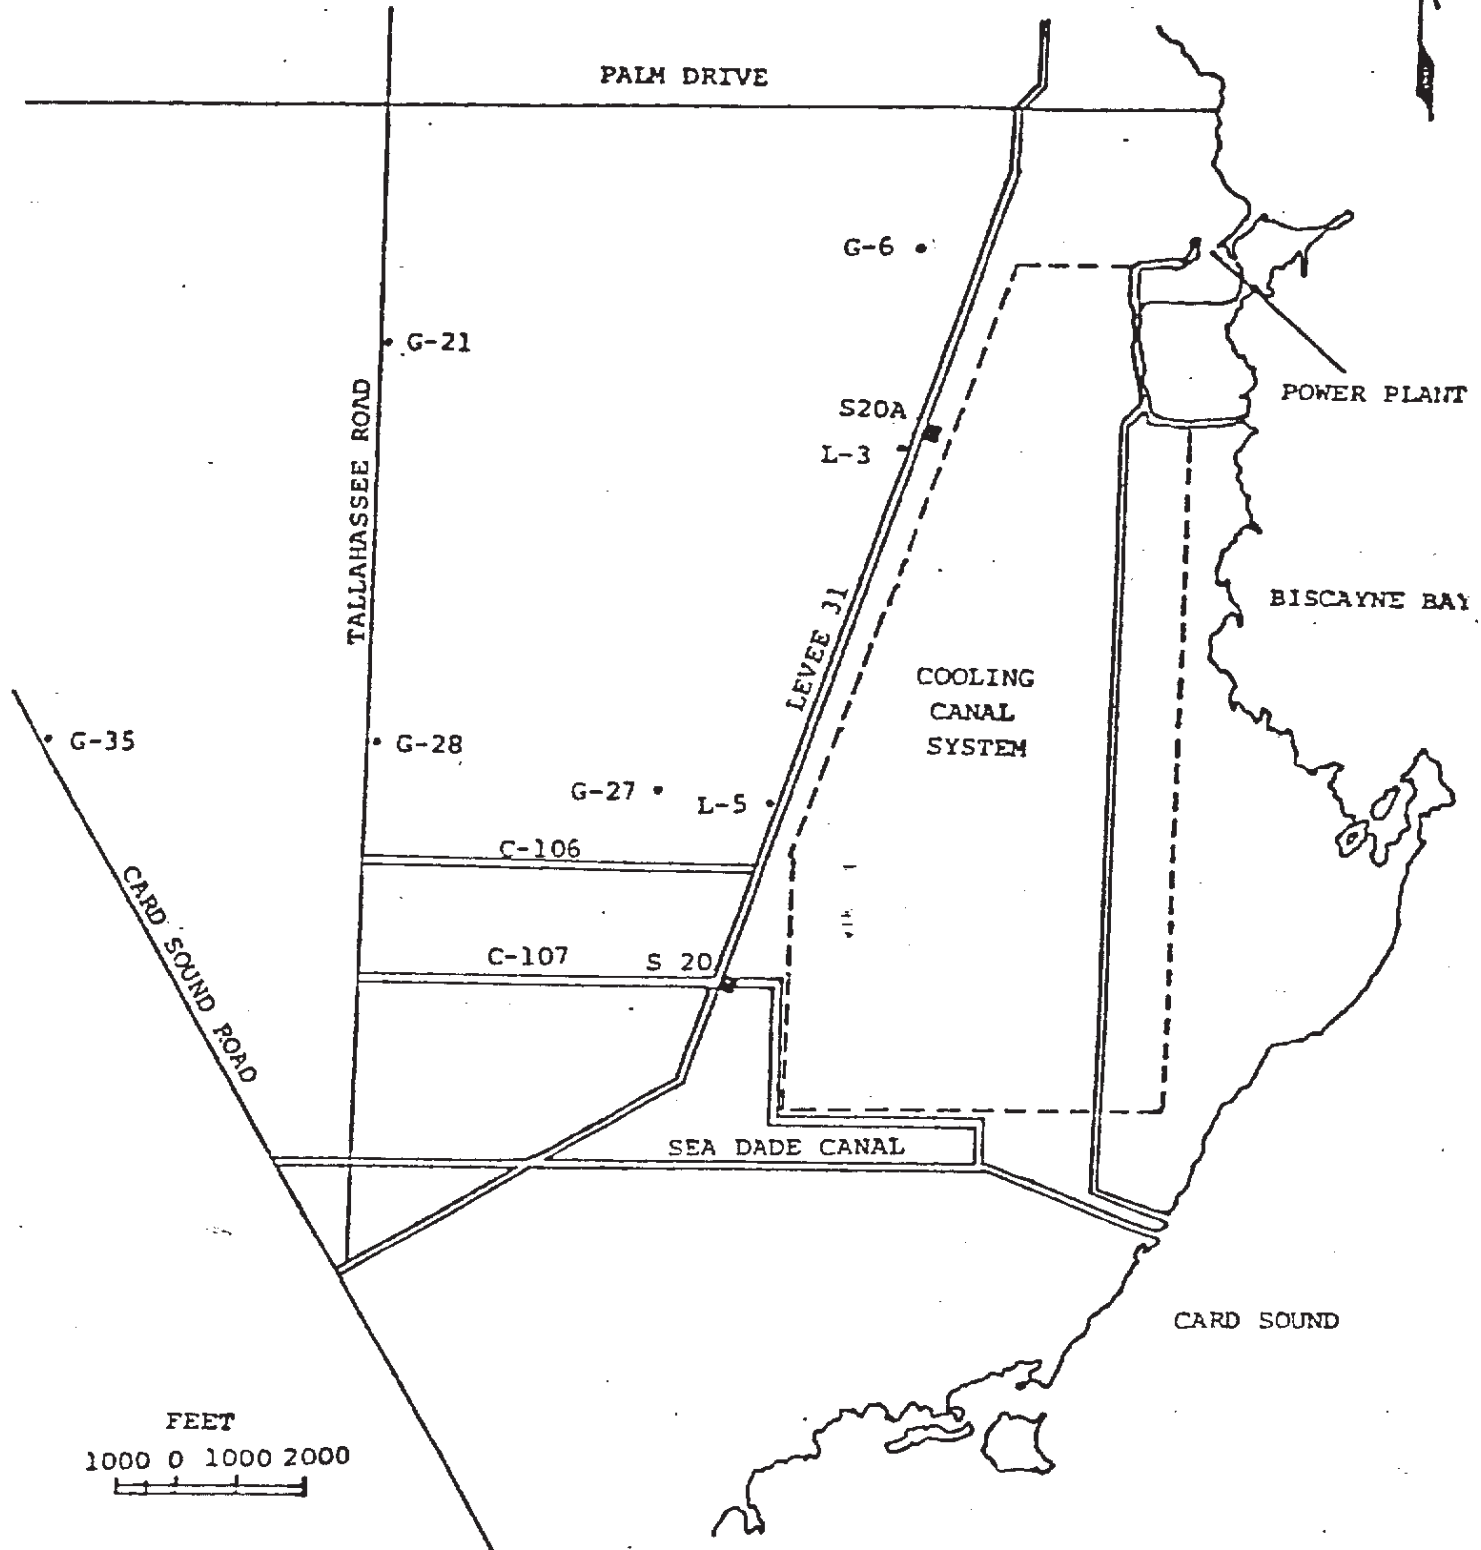 PALM DRIVE
G-6
G-21
S20A
L-3
POWER PLANT
TALLAHASSEE ROAD
LEVEE 31
BISCAYNE BAY
COOLING
CANAL
SYSTEM
G-35
G-28
G-27
L-5
C-106
CARD SOUND ROAD
C-107
S 20
SEA DADE CANAL
CARD SOUND
FEET
1000 0 1000 2000